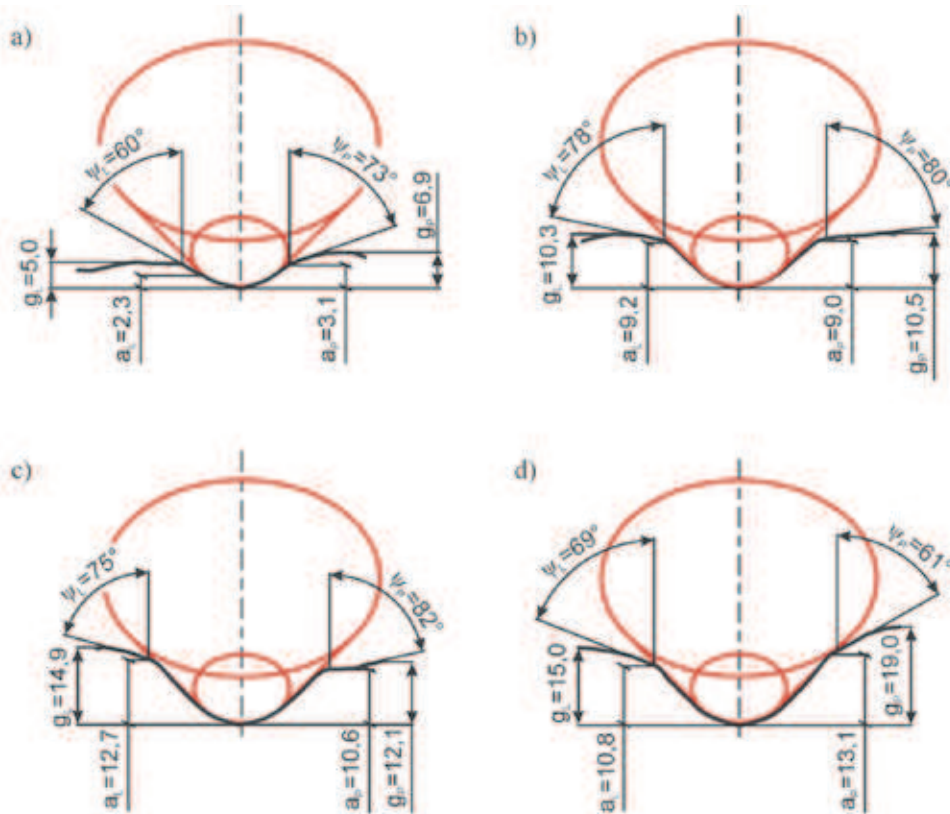 a)
ψL=60°
ψP=73°
gL=5,0
gP=6,9
aL=2,3
aP=3,1
b)
ψL=78°
ψP=80°
gL=10,3
aL=9,2
aP=9,0
gP=10,5
c)
ψL=75°
ψP=82°
gL=14,9
aL=12,7
aP=10,6
gP=12,1
d)
ψL=69°
ψP=61°
gL=15,0
gP=19,0
aL=10,8
aP=13,1